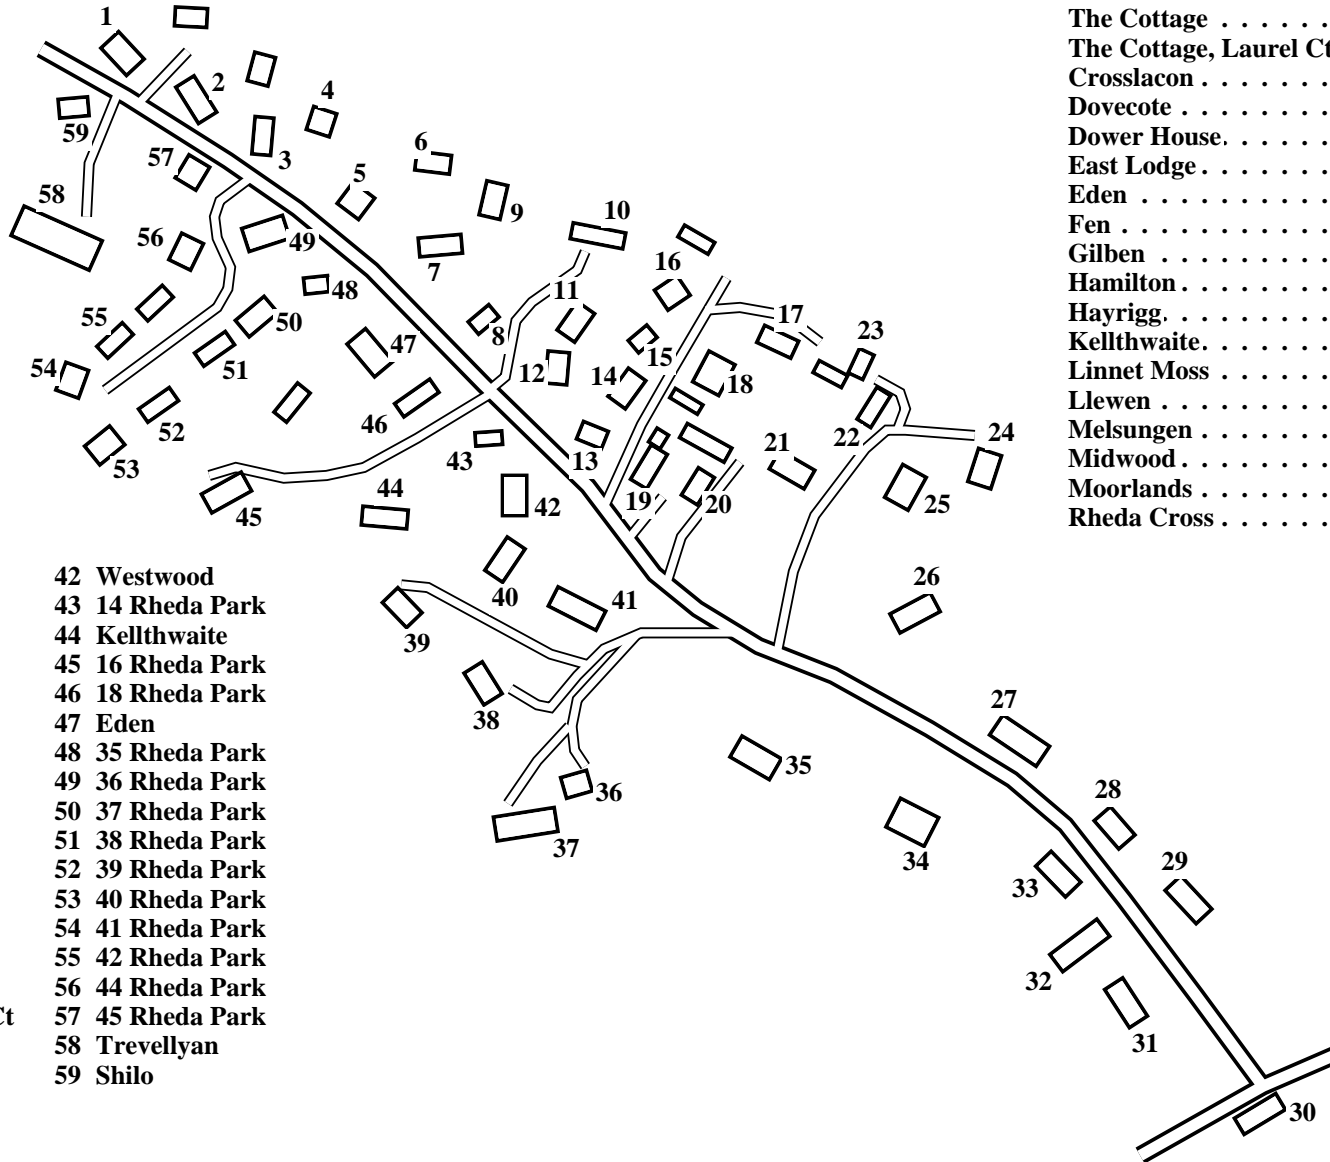 The Cottage . . . . . .
The Cottage, Laurel Ct
Crosslacon . . . . . . .
Dovecote . . . . . . . .
Dower House . . . . . .
East Lodge . . . . . . .
Eden . . . . . . . . . .
Fen . . . . . . . . . . .
Gilben . . . . . . . . .
Hamilton . . . . . . . .
Hayrigg . . . . . . . . .
Kellthwaite . . . . . . .
Linnet Moss . . . . . .
Llewen . . . . . . . . .
Melsungen . . . . . . .
Midwood . . . . . . . .
Moorlands . . . . . . .
Rheda Cross . . . . . .
1
2
4
59
3
57
6
5
58
9
10
56
49
7
16
48
11
17
55
50
8
23
47
15
51
12
14
18
54
46
52
22
21
24
53
43
13
44
42
19
20
25
45
40
41
26
39
38
27
35
36
28
37
34
29
33
32
31
30
42 Westwood
43 14 Rheda Park
44 Kellthwaite
45 16 Rheda Park
46 18 Rheda Park
47 Eden
48 35 Rheda Park
49 36 Rheda Park
50 37 Rheda Park
51 38 Rheda Park
52 39 Rheda Park
53 40 Rheda Park
54 41 Rheda Park
55 42 Rheda Park
56 44 Rheda Park
Ct 57 45 Rheda Park
58 Trevellyan
59 Shilo